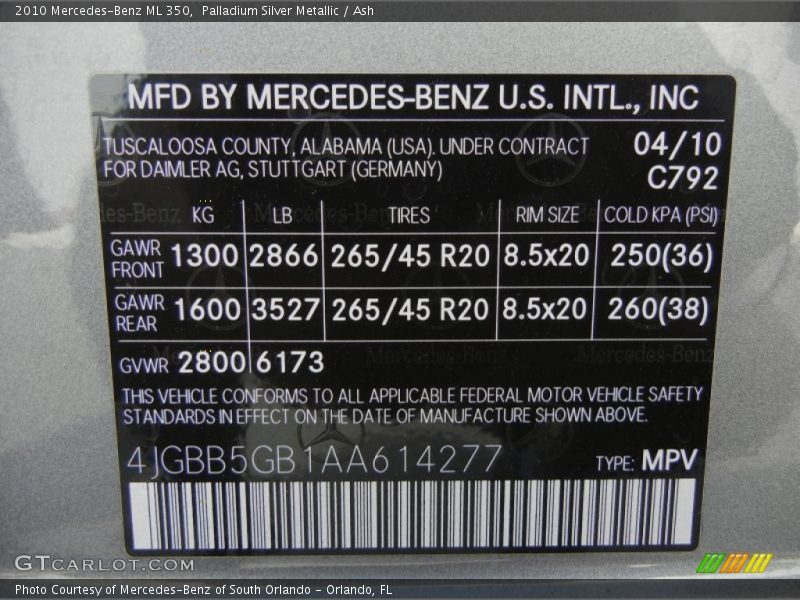 2010 Mercedes-Benz ML 350,  Palladium Silver Metallic / Ash
MFD BY MERCEDES-BENZ U.S. INTL., INC
TUSCALOOSA COUNTY, ALABAMA (USA). UNDER CONTRACT 04/10
FOR DAIMLER AG, STUTTGART (GERMANY) C792
KG LB TIRES RIM SIZE COLD KPA (PSI)
GAWR FRONT 1300 2866 265/45 R20 8.5x20 250(36)
GAWR REAR 1600 3527 265/45 R20 8.5x20 260(38)
GVWR 2800 6173
THIS VEHICLE CONFORMS TO ALL APPLICABLE FEDERAL MOTOR VEHICLE SAFETY
STANDARDS IN EFFECT ON THE DATE OF MANUFACTURE SHOWN ABOVE.
4JGBB5GB1AA614277 TYPE: MPV
GTCARLOT.COM
Photo Courtesy of Mercedes-Benz of South Orlando - Orlando, FL